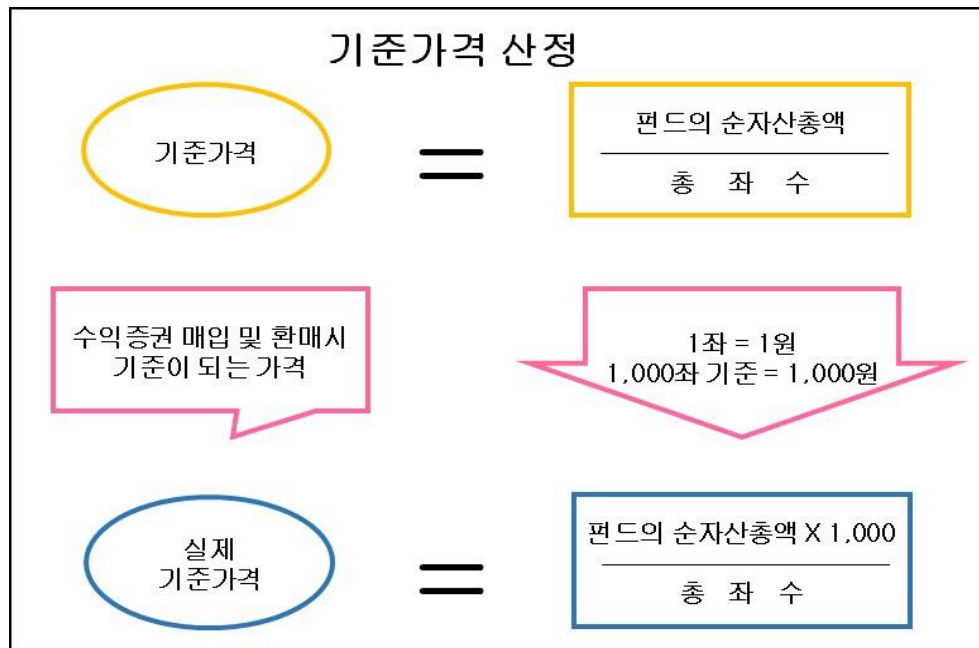 기준가격 산정
기준가격
=
펀드의 순자산총액
총 좌 수
수익증권 매입 및 환매시
기준이 되는 가격
1좌 = 1원
1,000좌 기준 = 1,000원
실제
기준가격
=
펀드의 순자산총액 X 1,000
총 좌 수